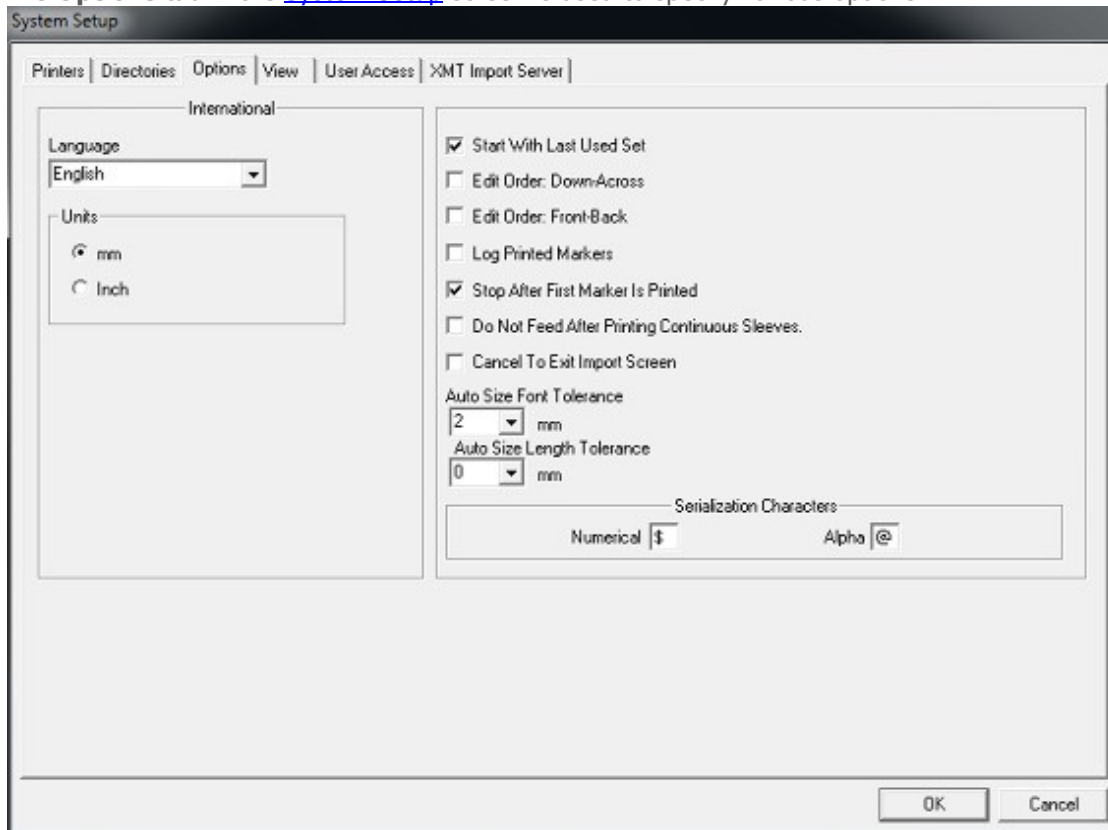 System Setup
System Setup
Printers Directories Options View User Access XMT Import Server
International
Language
English
Units
mm
Inch
Start With Last Used Set
Edit Order: Down-Across
Edit Order: Front-Back
Log Printed Markers
Stop After First Marker Is Printed
Do Not Feed After Printing Continuous Sleeves.
Cancel To Exit Import Screen
Auto Size Font Tolerance
2 mm
Auto Size Length Tolerance
0 mm
Serialization Characters
Numerical $ Alpha @
OK Cancel